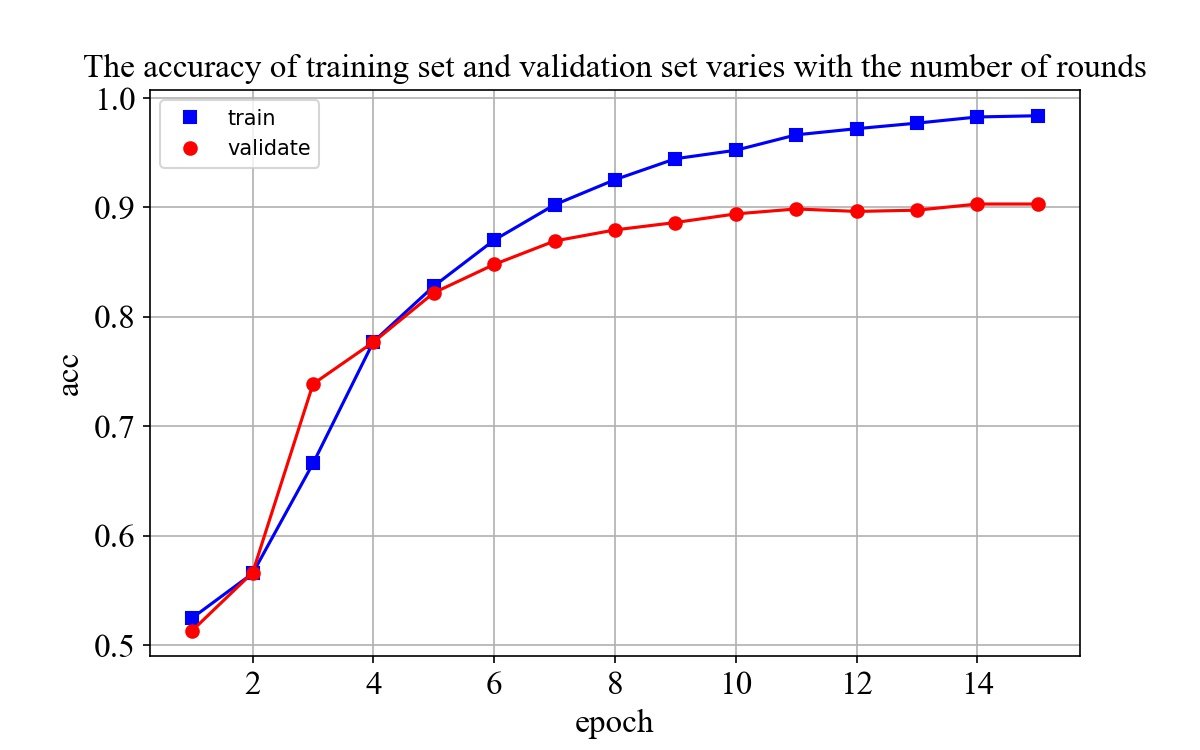 The accuracy of training set and validation set varies with the number of rounds
train
validate
1.0
0.9
0.8
0.7
0.6
0.5
acc
2 4 6 8 10 12 14
epoch